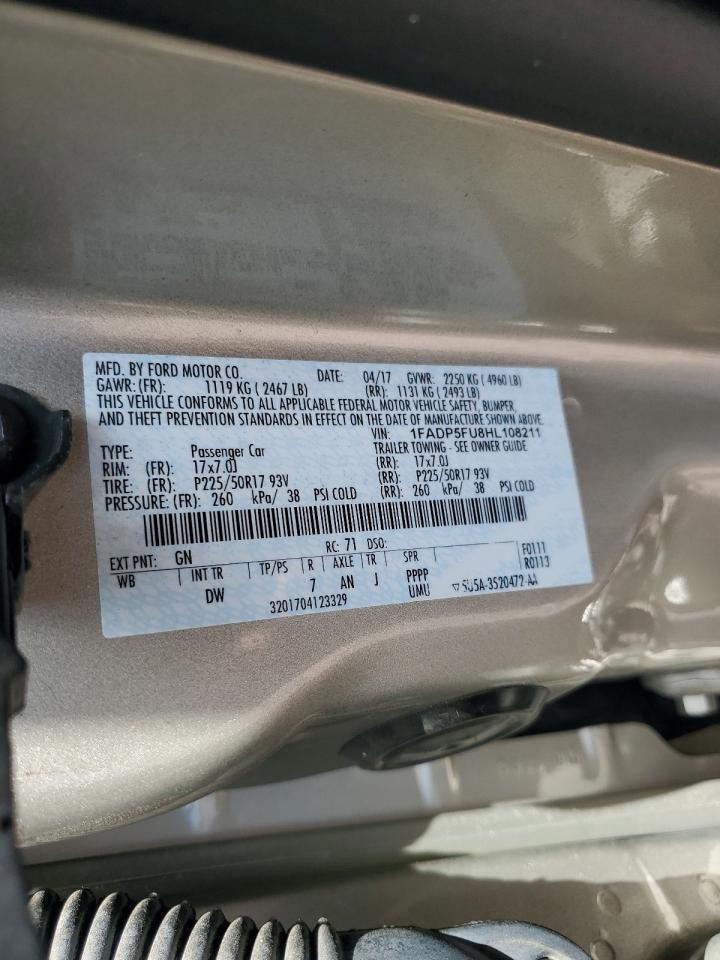 MFD. BY FORD MOTOR CO. DATE: 04/17 GVWR: 2250 KG ( 4960 LB)
GAWR: (FR): 1119 KG ( 2467 LB) (RR): 1131 KG ( 2493 LB)
THIS VEHICLE CONFORMS TO ALL APPLICABLE FEDERAL MOTOR VEHICLE SAFETY, BUMPER,
AND THEFT PREVENTION STANDARDS IN EFFECT ON THE DATE OF MANUFACTURE SHOWN ABOVE.
VIN: 1FADP5FU8HL108211
TYPE: Passenger Car TRAILER TOWING - SEE OWNER GUIDE
RIM: (FR): 17x7.0J (RR): 17x7.0J
TIRE: (FR): P225/50R17 93V (RR): P225/50R17 93V
PRESSURE: (FR): 260 kPa/ 38 PSI COLD (RR): 260 kPa/ 38 PSI COLD
EXT PNT: GN RC: 71 DSO: F0111
WB INT TR TP/PS R AXLE TR SPR R0113
DW 7 AN J PPPP
3201704123329 UMU 5U5A-3520472-AA